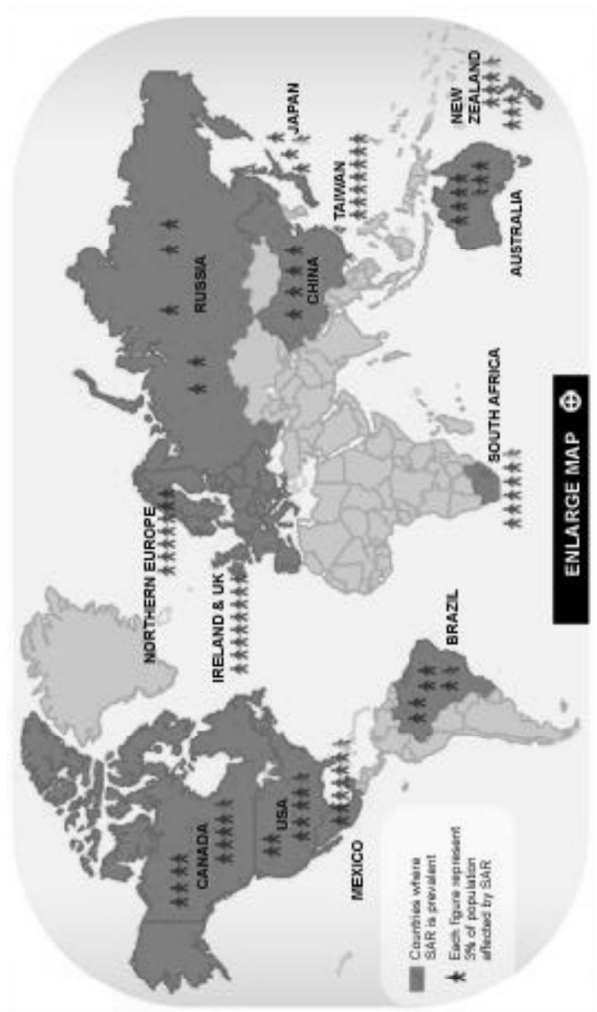 NORTHERN EUROPE
RUSSIA
IRELAND & UK
JAPAN
CANADA
CHINA
TAIWAN
USA
MEXICO
NEW
ZEALAND
AUSTRALIA
SOUTH AFRICA
BRAZIL
Countries where
SAR is prevalent
Each figure represent
3% of population
affected by SAR
ENLARGE MAP